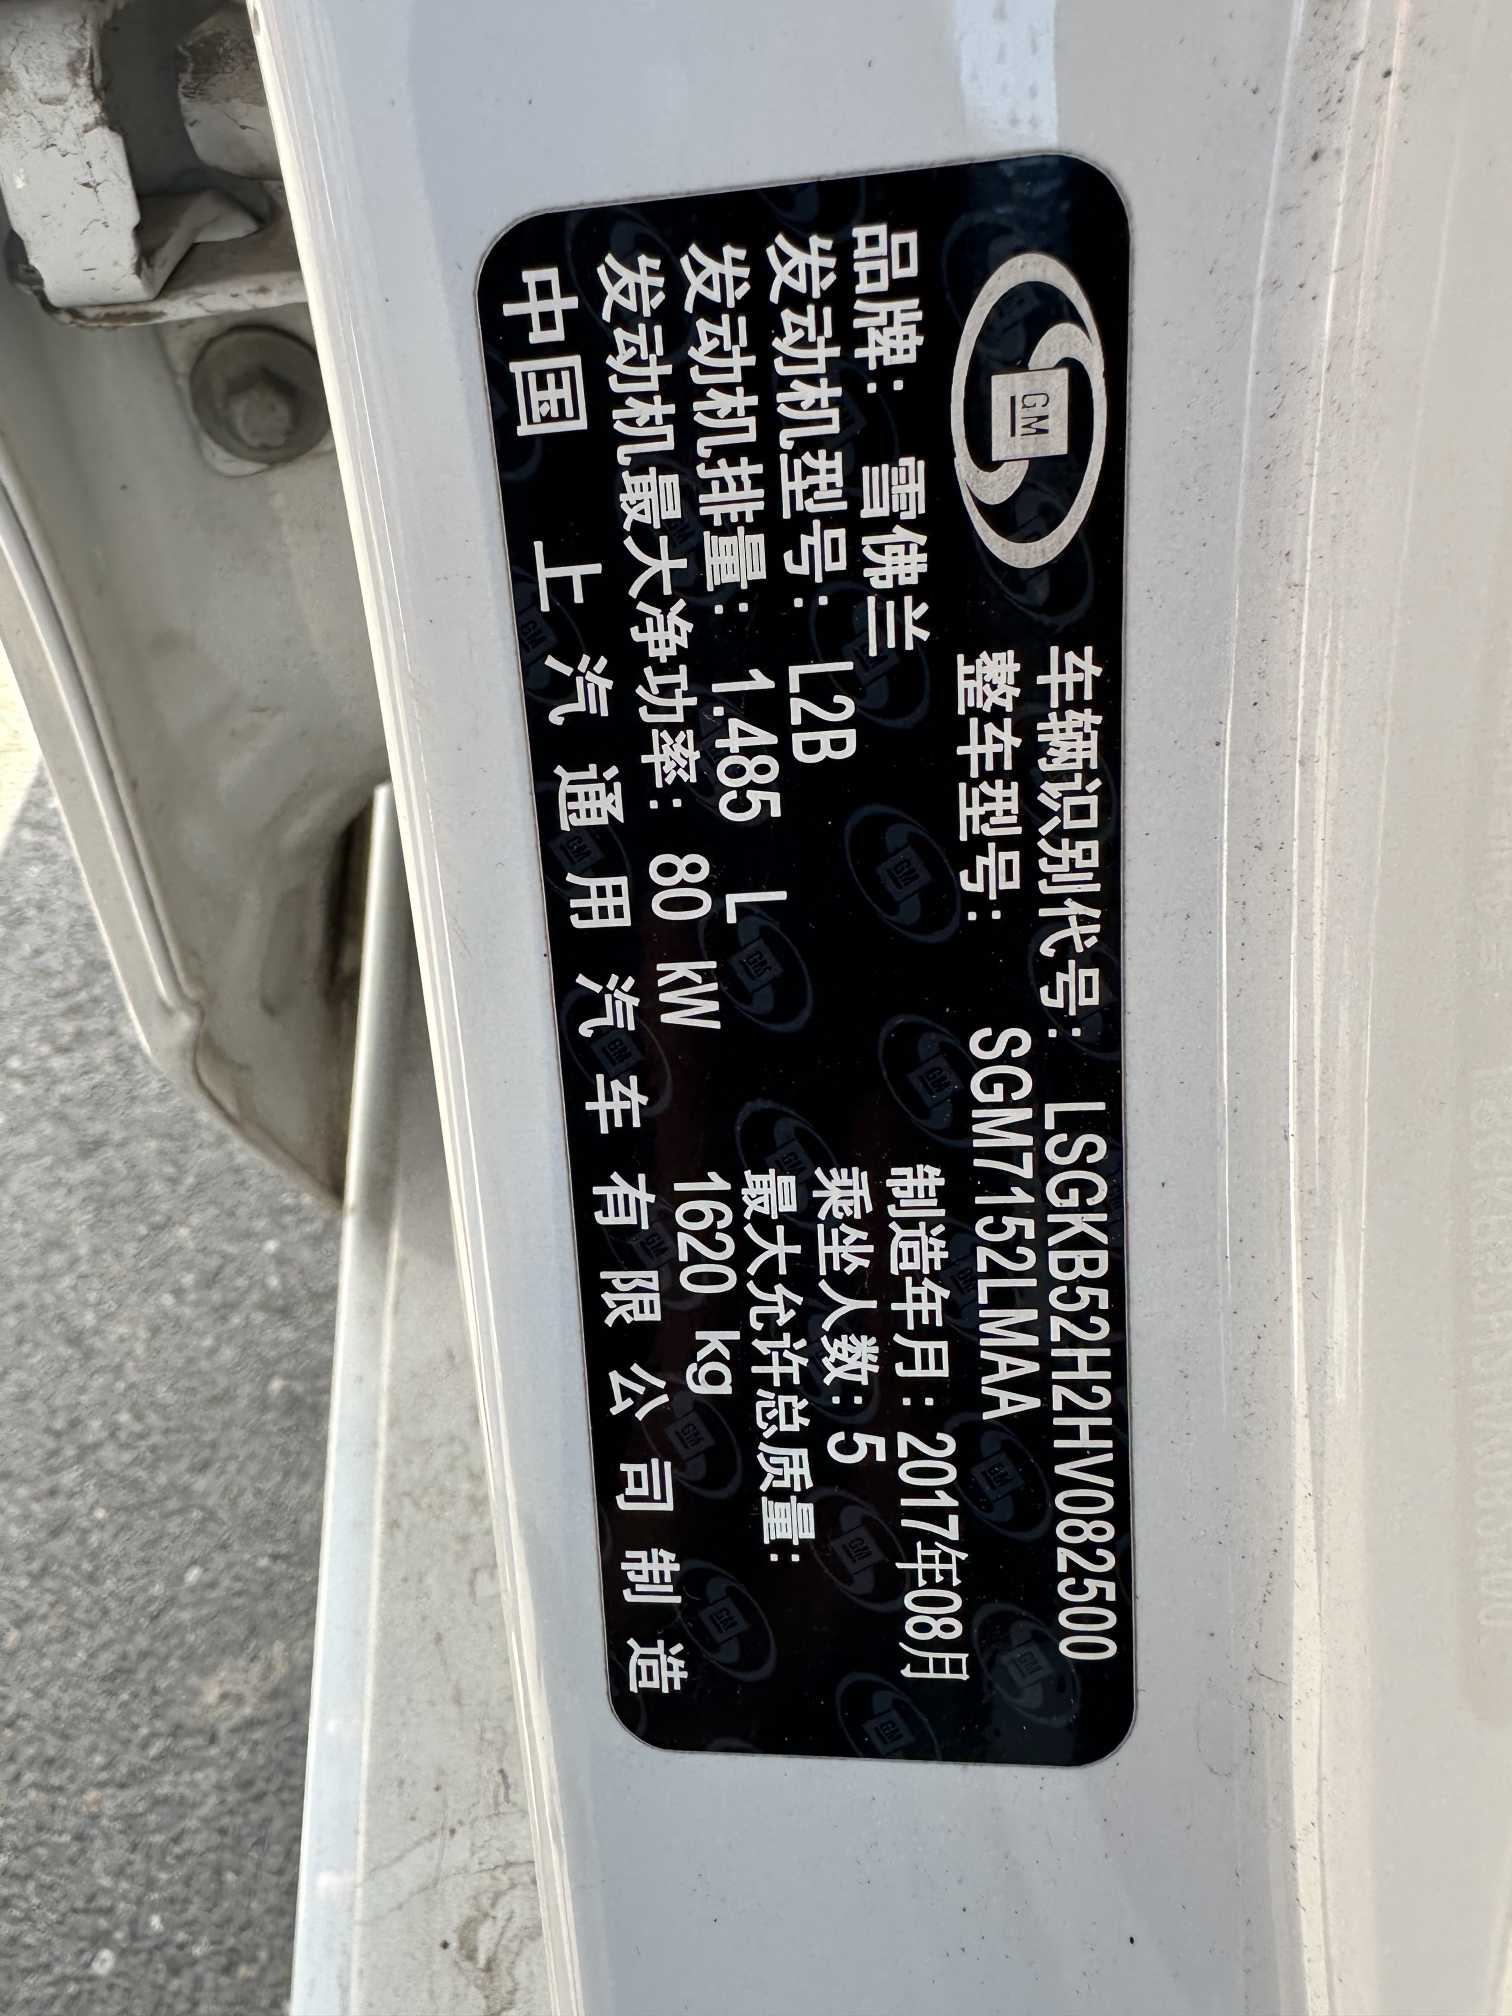 GM
车辆识别代号: LSGKB52H2HV082500
整车型号: SGM7152LMAA
品牌: 雪佛兰
制造年月: 2017年08月
发动机型号: L2B
乘坐人数: 5
发动机排量: 1.485 L
最大允许总质量:
发动机最大净功率: 80 kW
1620 kg
中国 上汽通用汽车有限公司制造